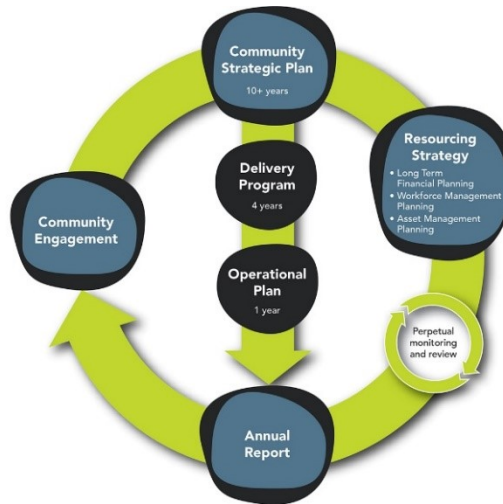 Community
Strategic Plan
10+ years
Resourcing
Strategy
• Long Term
Financial Planning
• Workforce Management
Planning
• Asset Management
Planning
Delivery
Program
4 years
Community
Engagement
Operational
Plan
1 year
Perpetual
monitoring
and review
Annual
Report